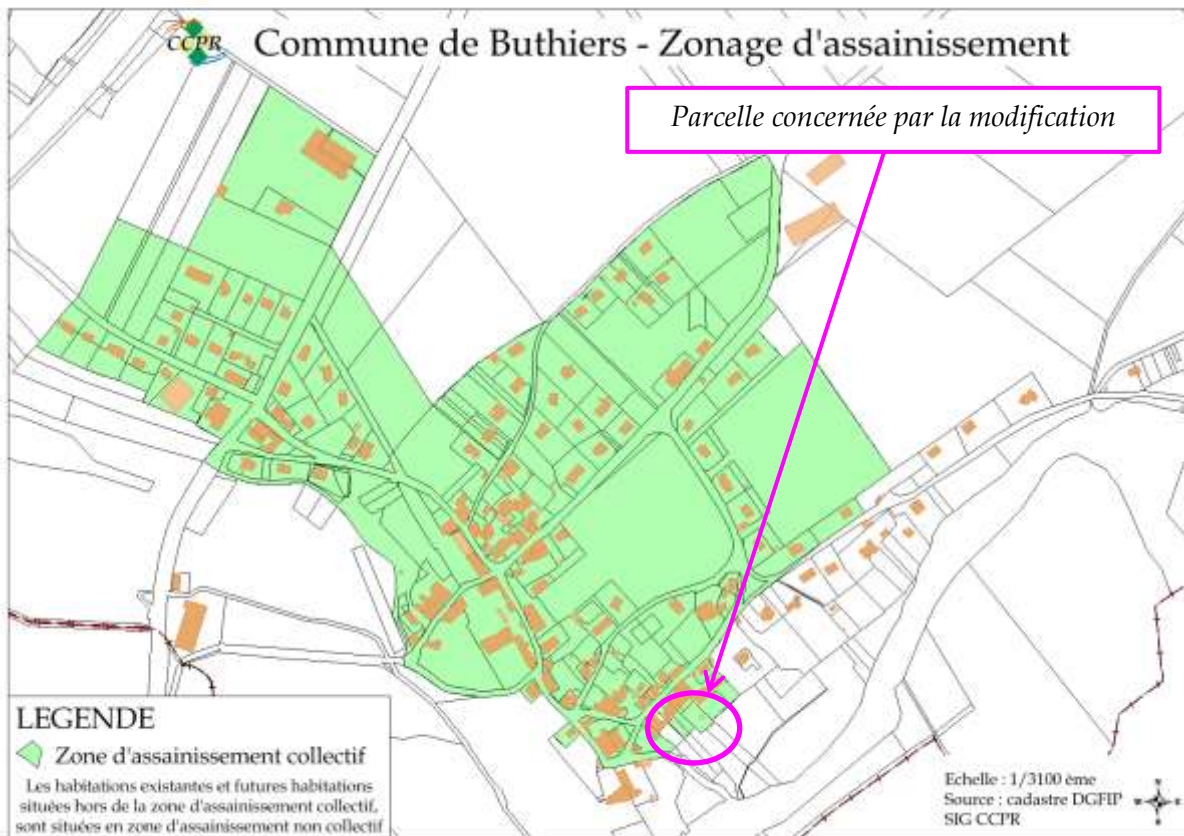 CCPR
Commune de Buthiers - Zonage d'assainissement
Parcelle concernée par la modification
LEGENDE
Zone d'assainissement collectif
Les habitations existantes et futures habitations
situées hors de la zone d'assainissement collectif,
sont situées en zone d'assainissement non collectif
Echelle : 1/3100 ème
Source : cadastre DGFIP
SIG CCPR